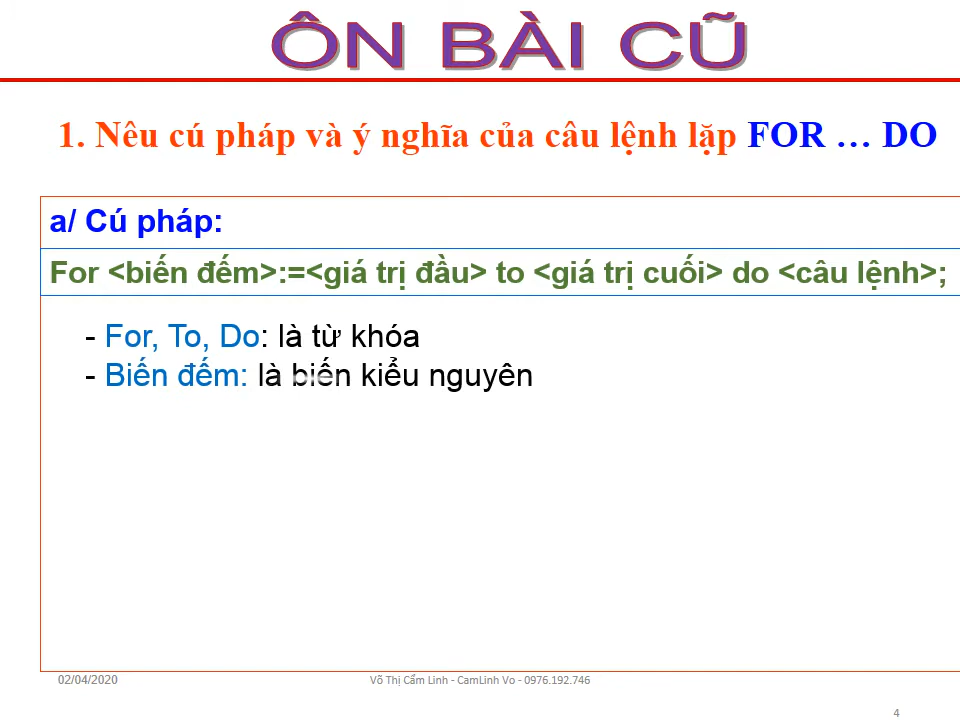 ÔN BÀI CŨ
1. Nêu cú pháp và ý nghĩa của câu lệnh lặp FOR … DO
a/ Cú pháp:
For <biến đếm>:=<giá trị đầu> to <giá trị cuối> do <câu lệnh>;
- For, To, Do: là từ khóa
- Biến đếm: là biến kiểu nguyên
02/04/2020
Võ Thị Cẩm Linh - CamLinh Vo - 0976.192.746
4